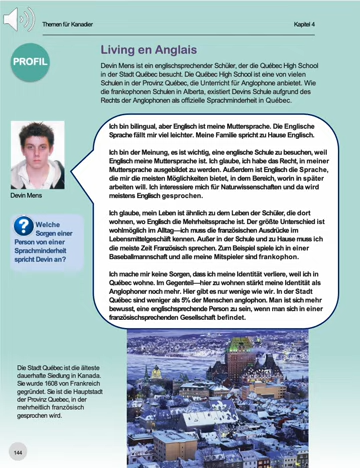 Themen für Kanadier
Kapitel 4
PROFIL
Living en Anglais
Devin Mens ist ein englischsprechender Schüler, der die Québec High School
in der Stadt Québec besucht. Die Québec High School ist eine von vielen
Schulen in der Provinz Québec, die Unterricht für Anglophone anbietet. Wie
die frankofonen Schulen in Alberta, existiert Devins Schule aufgrund des
Rechts der Anglophonen als offizielle Sprachminderheit in Québec.
Ich bin bilingual, aber Englisch ist meine Muttersprache. Die Englische
Sprache fällt mir viel leichter. Meine Familie spricht zu Hause Englisch.
Ich bin der Meinung, es ist wichtig, eine englische Schule zu besuchen, weil
Englisch meine Muttersprache ist. Ich glaube, ich habe das Recht, in meiner
Muttersprache ausgebildet zu werden. Außerdem ist Englisch die Sprache,
die mir die meisten Möglichkeiten bietet, in dem Bereich, worin in später
arbeiten will. Ich interessiere mich für Naturwissenschaften und da wird
meistens Englisch gesprochen.
Ich glaube, mein Leben ist ähnlich zu dem Leben der Schüler, die dort
wohnen, wo Englisch die Mehrheitsprache ist. Der größte Unterschied ist
wohlmöglich im Alltag—ich muss die französischen Ausdrücke im
Lebensmittelgeschäft kennen. Außer in der Schule und zu Hause muss ich
die meiste Zeit Französisch sprechen. Zum Beispiel spiele ich in einer
Baseballmannschaft und alle meine Mitspieler sind frankophon.
Ich mache mir keine Sorgen, dass ich meine Identität verliere, weil ich in
Québec wohne. Im Gegenteil—hier zu wohnen stärkt meine Identität als
Anglophoner noch mehr. Hier gibt es nur wenige wie wir. In der Stadt
Québec sind weniger als 5% der Menschen anglophon. Man ist sich mehr
bewusst, eine englischsprechende Person zu sein, wenn man sich in einer
französischsprechenden Gesellschaft befindet.
Devin Mens
? Welche
Sorgen einer
Person von einer
Sprachminderheit
spricht Devin an?
Die Stadt Québec ist die älteste
dauerhafte Siedlung in Kanada.
Sie wurde 1608 von Frankreich
gegründet. Sie ist die Hauptstadt
der Provinz Quebec, in der
mehrheitlich französisch
gesprochen wird.
144